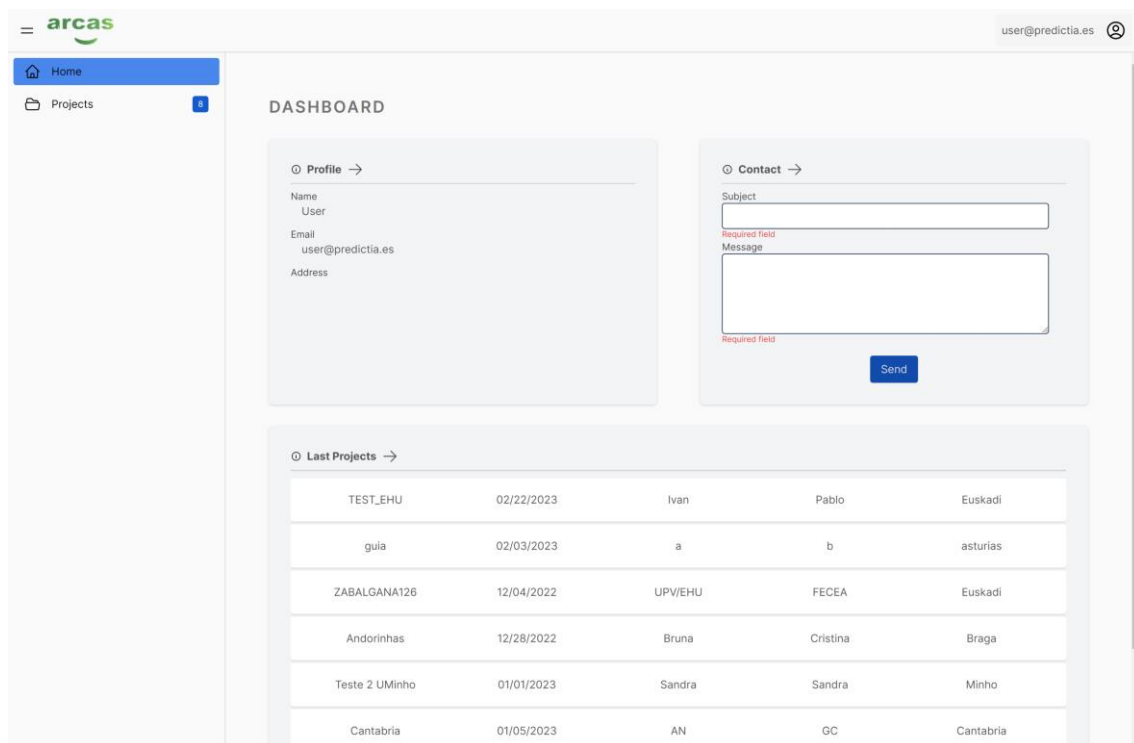 arcas
user@predictia.es
Home
Projects 8
DASHBOARD
Profile
Name
User
Email
user@predictia.es
Address
Contact
Subject
Required field
Message
Required field
Send
Last Projects
TEST_EHU 02/22/2023 Ivan Pablo Euskadi
guia 02/03/2023 a b asturias
ZABALGANA126 12/04/2022 UPV/EHU FECEA Euskadi
Andorinhas 12/28/2022 Bruna Cristina Braga
Teste 2 UMinho 01/01/2023 Sandra Sandra Minho
Cantabria 01/05/2023 AN GC Cantabria